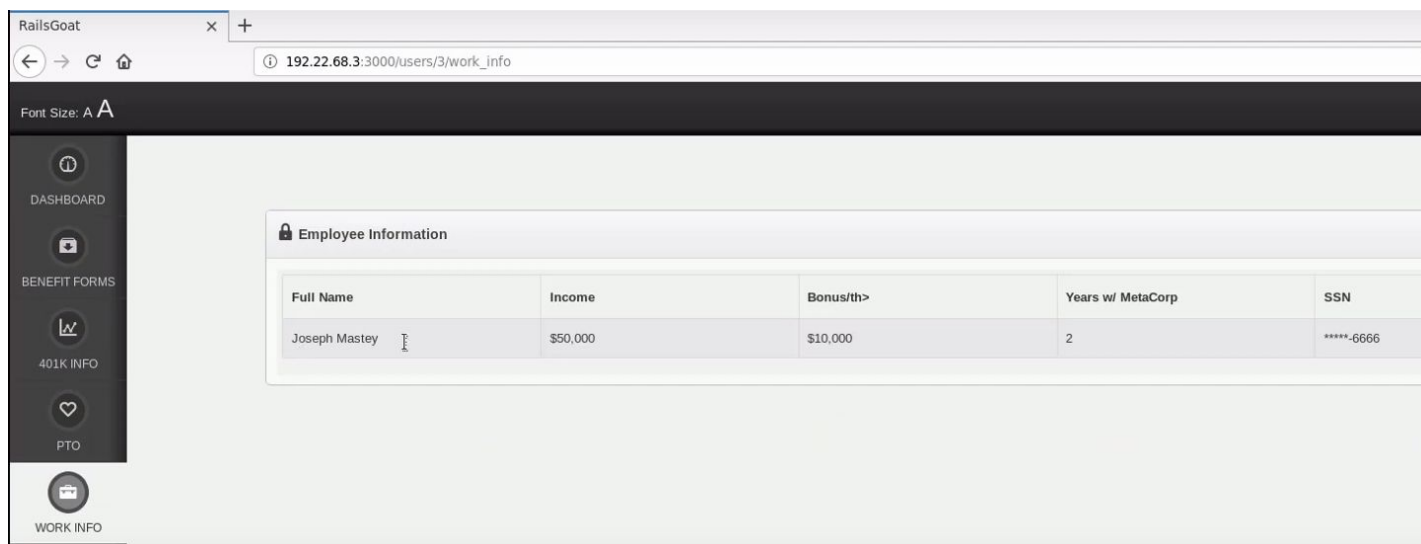 RailsGoat
192.22.68.3:3000/users/3/work_info
Font Size: A A
DASHBOARD
BENEFIT FORMS
401K INFO
PTO
WORK INFO
Employee Information
Full Name Income Bonus/th> Years w/ MetaCorp SSN
Joseph Mastey $50,000 $10,000 2 *****-6666